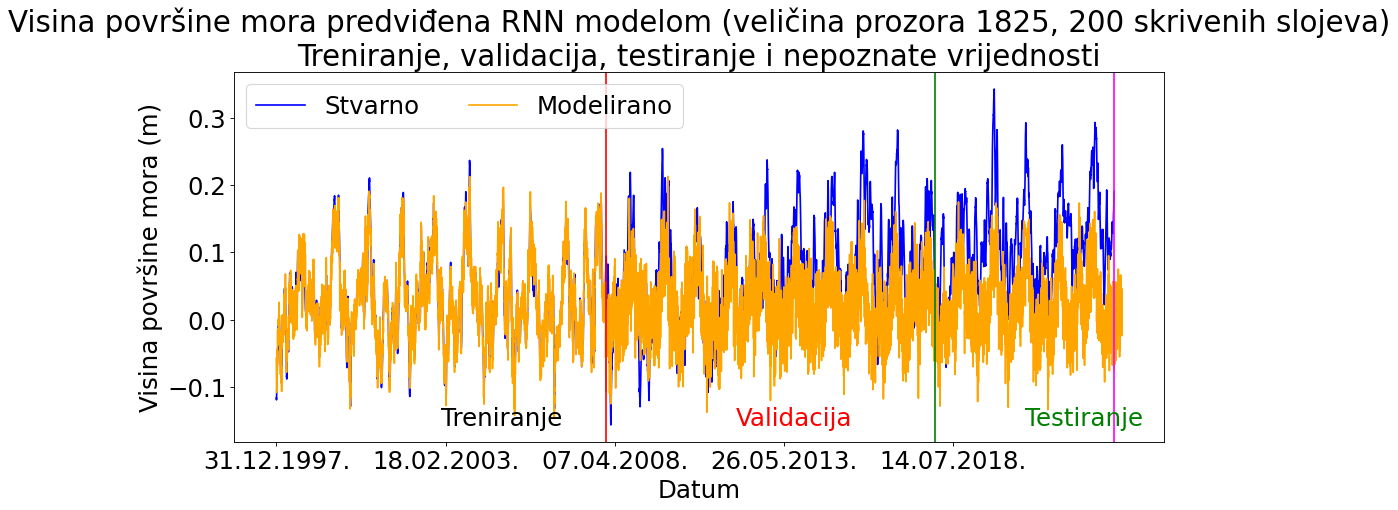 Visina površine mora predviđena RNN modelom (veličina prozora 1825, 200 skrivenih slojeva)
Treniranje, validacija, testiranje i nepoznate vrijednosti
Stvarno
Modelirano
Visina površine mora (m)
0.3
0.2
0.1
0.0
−0.1
Treniranje
Validacija
Testiranje
31.12.1997.
18.02.2003.
07.04.2008.
26.05.2013.
14.07.2018.
Datum